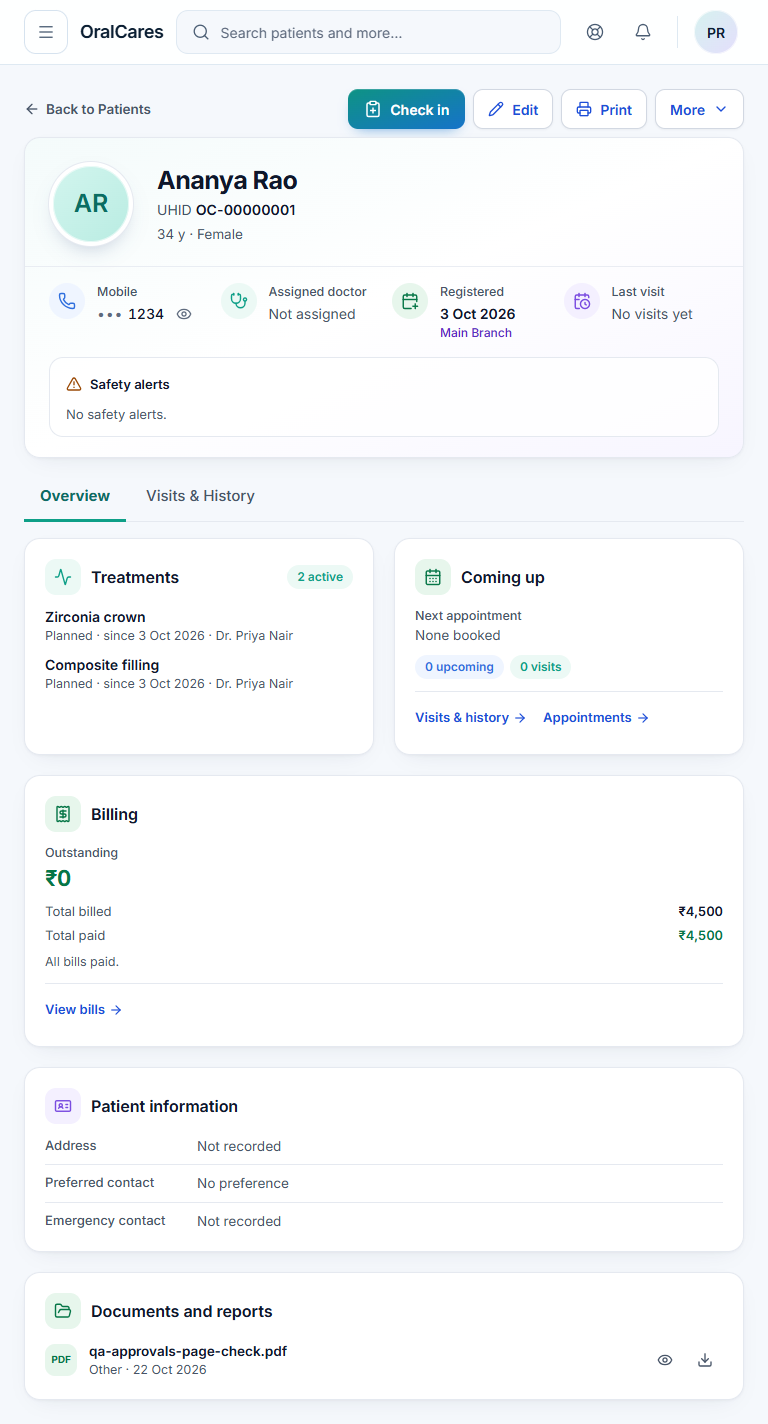 OralCares
Search patients and more...
PR
Back to Patients
Check in
Edit
Print
More
AR
Ananya Rao
UHID OC-00000001
34 y · Female
Mobile
••• 1234
Assigned doctor
Not assigned
Registered
3 Oct 2026
Main Branch
Last visit
No visits yet
Safety alerts
No safety alerts.
Overview
Visits & History
Treatments
2 active
Zirconia crown
Planned · since 3 Oct 2026 · Dr. Priya Nair
Composite filling
Planned · since 3 Oct 2026 · Dr. Priya Nair
Coming up
Next appointment
None booked
0 upcoming
0 visits
Visits & history →
Appointments →
Billing
Outstanding
₹0
Total billed ₹4,500
Total paid ₹4,500
All bills paid.
View bills →
Patient information
Address Not recorded
Preferred contact No preference
Emergency contact Not recorded
Documents and reports
PDF
qa-approvals-page-check.pdf
Other · 22 Oct 2026